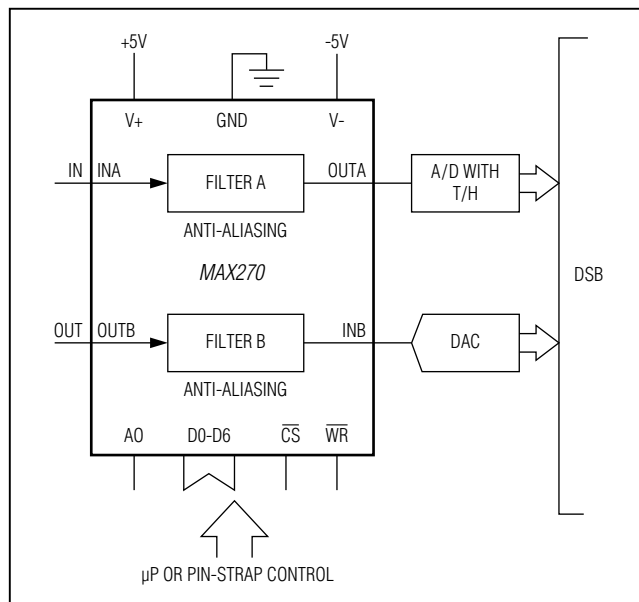 +5V
-5V
V+
GND
V-
IN
INA
FILTER A
OUTA
A/D WITH
T/H
ANTI-ALIASING
MAX270
DSB
OUT
OUTB
FILTER B
INB
DAC
ANTI-ALIASING
AO
D0-D6
CS
WR
µP OR PIN-STRAP CONTROL